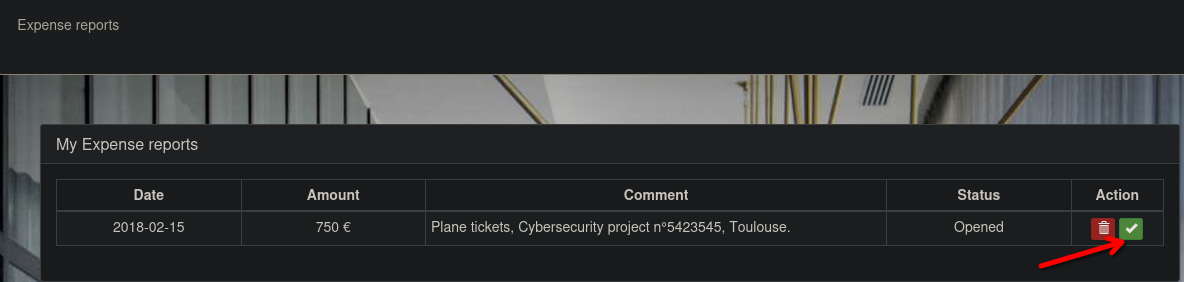 Expense reports
My Expense reports
Date Amount Comment Status Action
2018-02-15 750 € Plane tickets, Cybersecurity project n°5423545, Toulouse. Opened